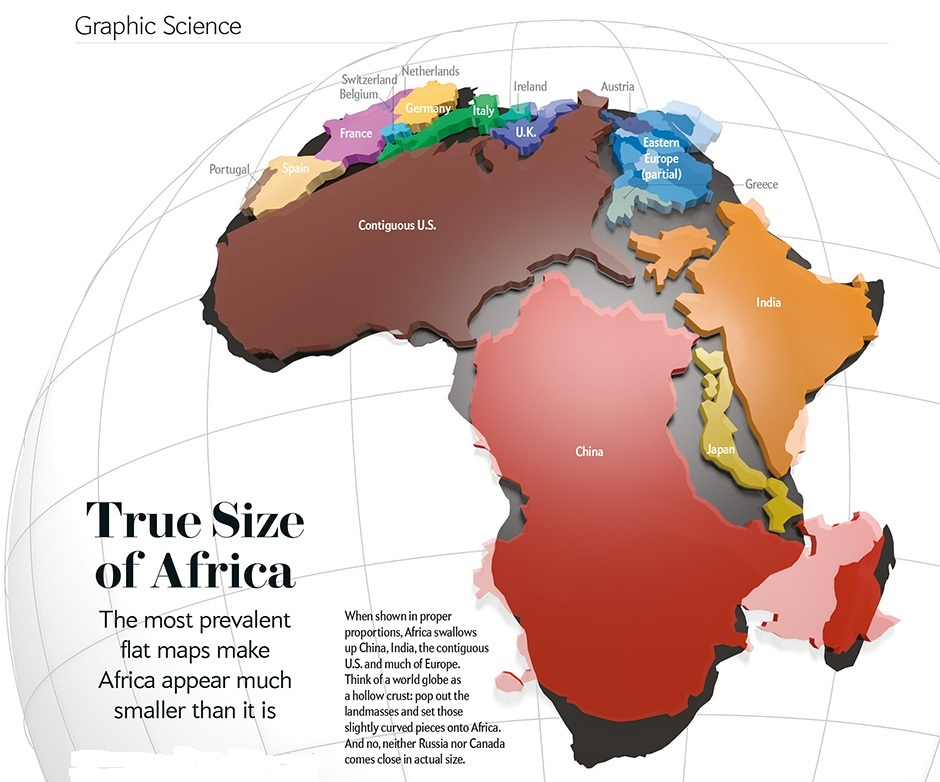 Graphic Science
Netherlands
Switzerland
Belgium
Germany
Italy
Ireland
Austria
France
U.K.
Eastern
Europe
(partial)
Portugal
Spain
Greece
Contiguous U.S.
India
China
Japan
True Size
of Africa
The most prevalent
flat maps make
Africa appear much
smaller than it is
When shown in proper
proportions, Africa swallows
up China, India, the contiguous
U.S. and much of Europe.
Think of a world globe as
a hollow crust: pop out the
landmasses and set those
slightly curved pieces onto Africa.
And no, neither Russia nor Canada
comes close in actual size.